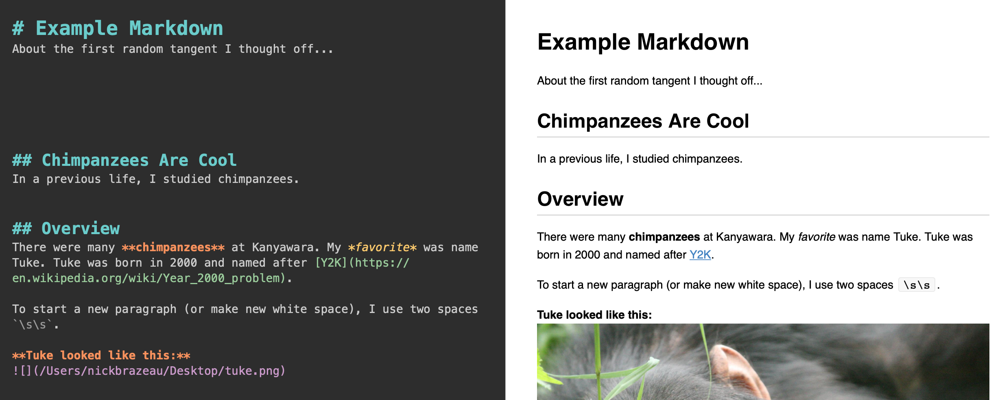 # Example Markdown
About the first random tangent I thought off...
## Chimpanzees Are Cool
In a previous life, I studied chimpanzees.
## Overview
There were many **chimpanzees** at Kanyawara. My *favorite* was name
Tuke. Tuke was born in 2000 and named after [Y2K](https://
en.wikipedia.org/wiki/Year_2000_problem).
To start a new paragraph (or make new white space), I use two spaces
`\s\s`.
**Tuke looked like this:**
![](/Users/nickbrazeau/Desktop/tuke.png)
Example Markdown
About the first random tangent I thought off...
Chimpanzees Are Cool
In a previous life, I studied chimpanzees.
Overview
There were many chimpanzees at Kanyawara. My favorite was name Tuke. Tuke was
born in 2000 and named after Y2K.
To start a new paragraph (or make new white space), I use two spaces \s\s .
Tuke looked like this: